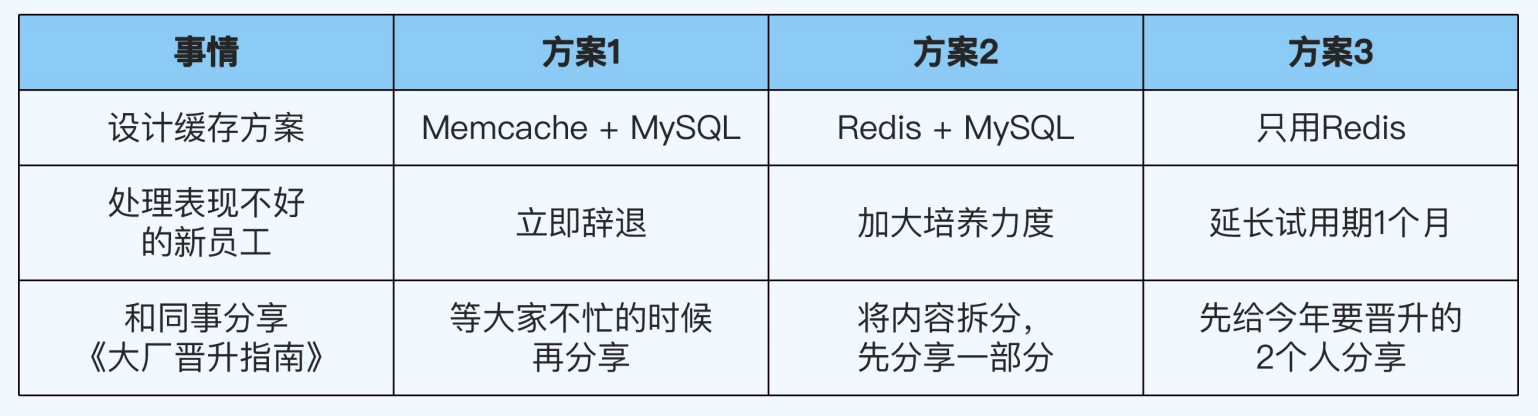 事情 方案1 方案2 方案3
设计缓存方案 Memcache + MySQL Redis + MySQL 只用Redis
处理表现不好
的新员工
立即辞退 加大培养力度 延长试用期1个月
和同事分享
《大厂晋升指南》
等大家不忙的时候
再分享
将内容拆分，
先分享一部分
先给今年要晋升的
2个人分享